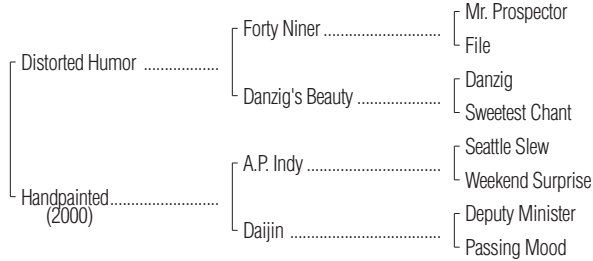 Mr. Prospector
Forty Niner ........................
File
Distorted Humor ...............
Danzig
Danzig's Beauty .................
Sweetest Chant
Seattle Slew
A.P. Indy ...........................
Weekend Surprise
Handpainted......................
(2000)
Deputy Minister
Daijin ..............................
Passing Mood